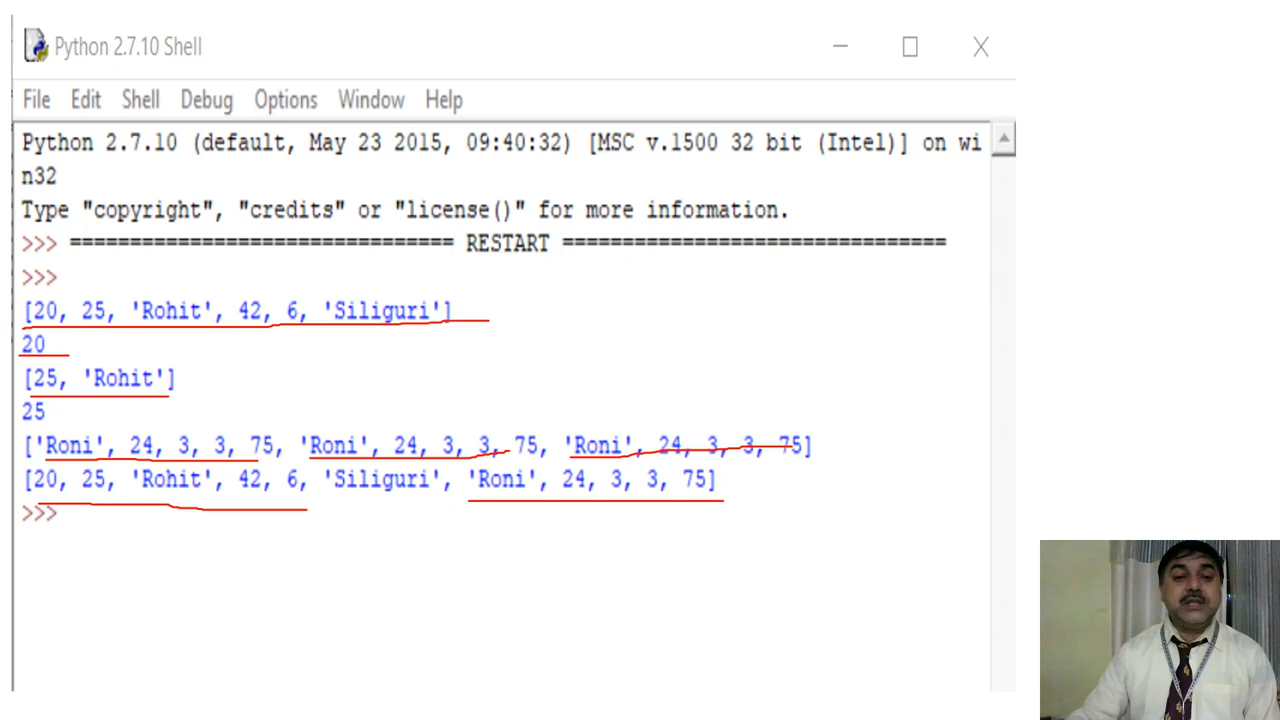 Python 2.7.10 Shell
File Edit Shell Debug Options Window Help
Python 2.7.10 (default, May 23 2015, 09:40:32) [MSC v.1500 32 bit (Intel)] on wi
n32
Type "copyright", "credits" or "license()" for more information.
>>> ================================ RESTART ================================
>>>
[20, 25, 'Rohit', 42, 6, 'Siliguri']
20
[25, 'Rohit']
25
['Roni', 24, 3, 3, 75, 'Roni', 24, 3, 3, 75, 'Roni', 24, 3, 3, 75]
[20, 25, 'Rohit', 42, 6, 'Siliguri', 'Roni', 24, 3, 3, 75]
>>>